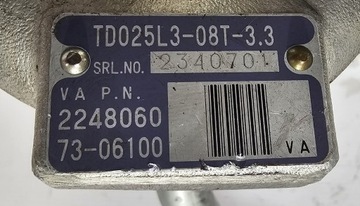 TD025L3-08T-3.3
SRL.NO. 2340701
VA P.N.
2248060
73-06100
VA